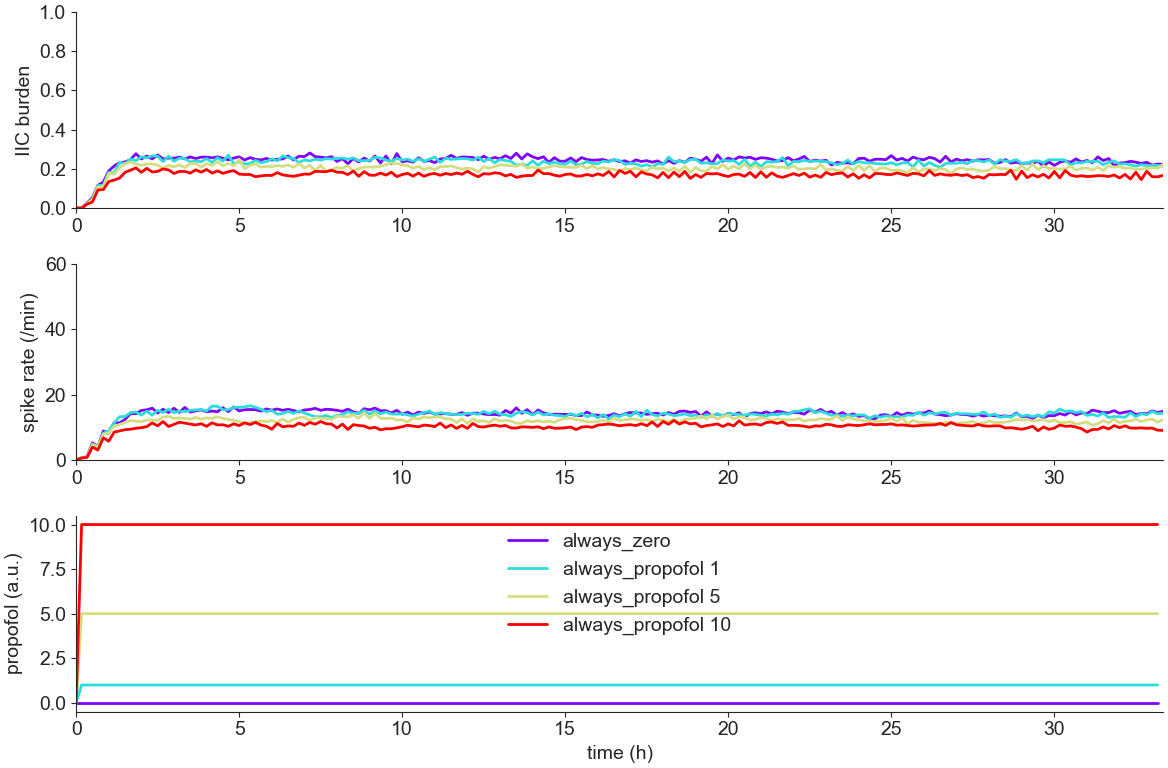 1.0
0.8
0.6
0.4
0.2
0.0
IIC burden
0 5 10 15 20 25 30
60
40
20
0
spike rate (/min)
0 5 10 15 20 25 30
10.0
7.5
5.0
2.5
0.0
propofol (a.u.)
always_zero
always_propofol 1
always_propofol 5
always_propofol 10
0 5 10 15 20 25 30
time (h)